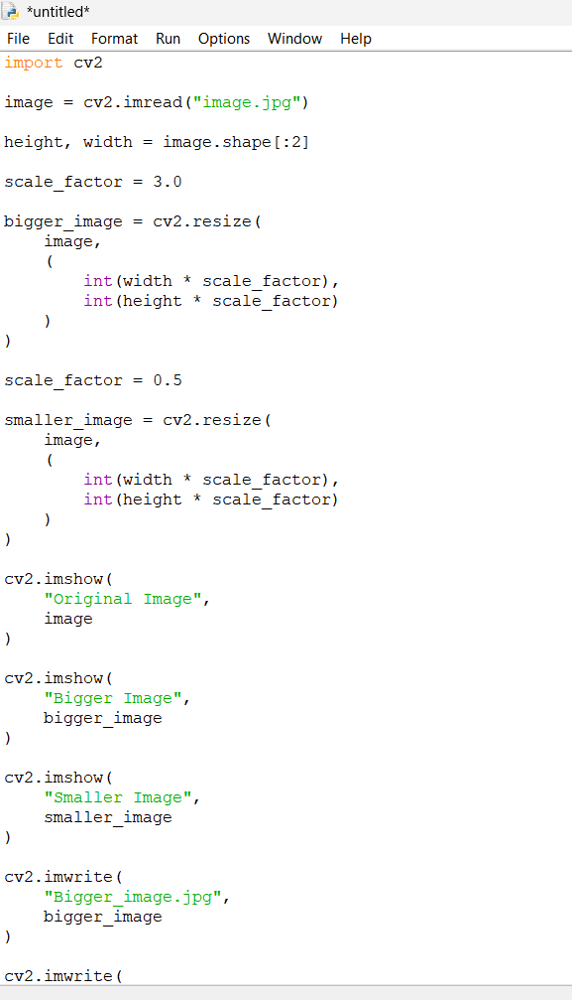 *untitled*
File Edit Format Run Options Window Help
import cv2

image = cv2.imread("image.jpg")

height, width = image.shape[:2]

scale_factor = 3.0

bigger_image = cv2.resize(
    image,
    (
        int(width * scale_factor),
        int(height * scale_factor)
    )
)

scale_factor = 0.5

smaller_image = cv2.resize(
    image,
    (
        int(width * scale_factor),
        int(height * scale_factor)
    )
)

cv2.imshow(
    "Original Image",
    image
)

cv2.imshow(
    "Bigger Image",
    bigger_image
)

cv2.imshow(
    "Smaller Image",
    smaller_image
)

cv2.imwrite(
    "Bigger_image.jpg",
    bigger_image
)

cv2.imwrite(